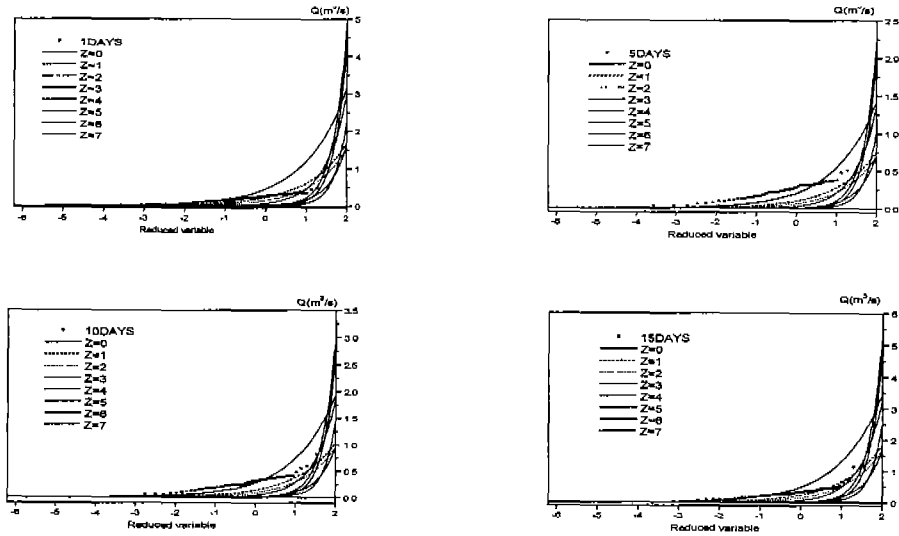 Q(m³/s)
1DAYS
Z=0
Z=1
Z=2
Z=3
Z=4
Z=5
Z=6
Z=7
5
4
3
2
1
0
-6 -5 -4 -3 -2 -1 0 1 2
Reduced variable
Q(m³/s)
5DAYS
Z=0
Z=1
Z=2
Z=3
Z=4
Z=5
Z=6
Z=7
2.5
2.0
1.5
1.0
0.5
0.0
-6 -5 -4 -3 -2 -1 0 1 2
Reduced variable
Q(m³/s)
10DAYS
Z=0
Z=1
Z=2
Z=3
Z=4
Z=5
Z=6
Z=7
3.5
3.0
2.5
2.0
1.5
1.0
0.5
0.0
-6 -5 -4 -3 -2 -1 0 1 2
Reduced variable
Q(m³/s)
15DAYS
Z=0
Z=1
Z=2
Z=3
Z=4
Z=5
Z=6
Z=7
6
5
4
3
2
1
0
-6 -5 -4 -3 -2 -1 0 1 2
Reduced variable